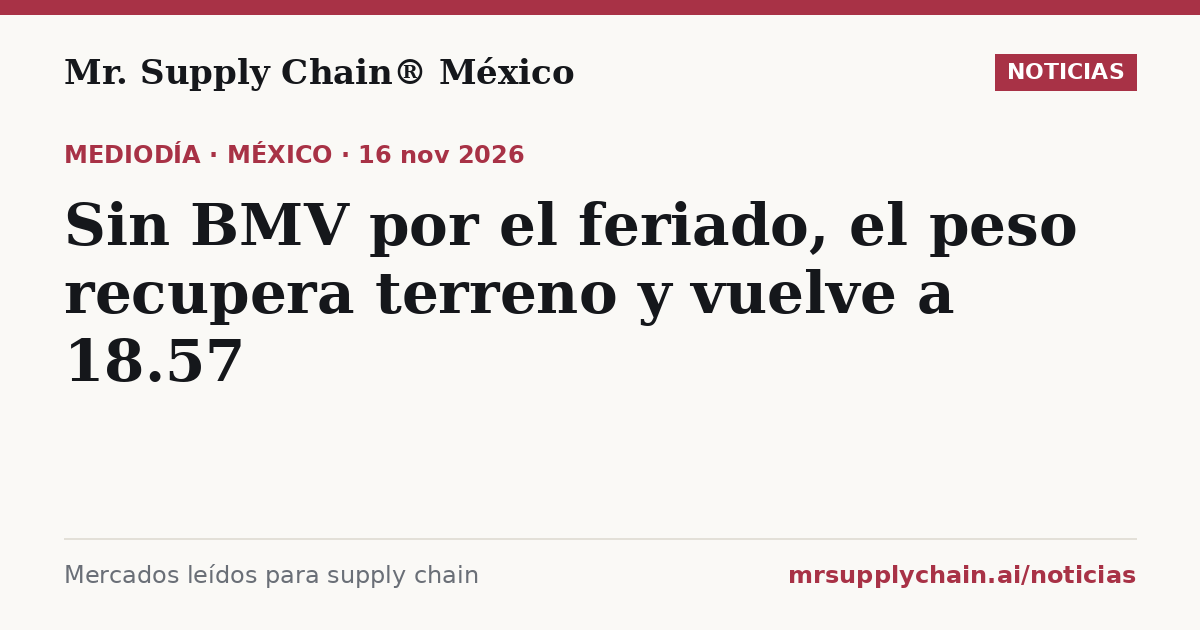 Mr. Supply Chain® México
NOTICIAS
MEDIODÍA · MÉXICO · 16 nov 2026
Sin BMV por el feriado, el peso
recupera terreno y vuelve a
18.57
Mercados leídos para supply chain
mrsupplychain.ai/noticias